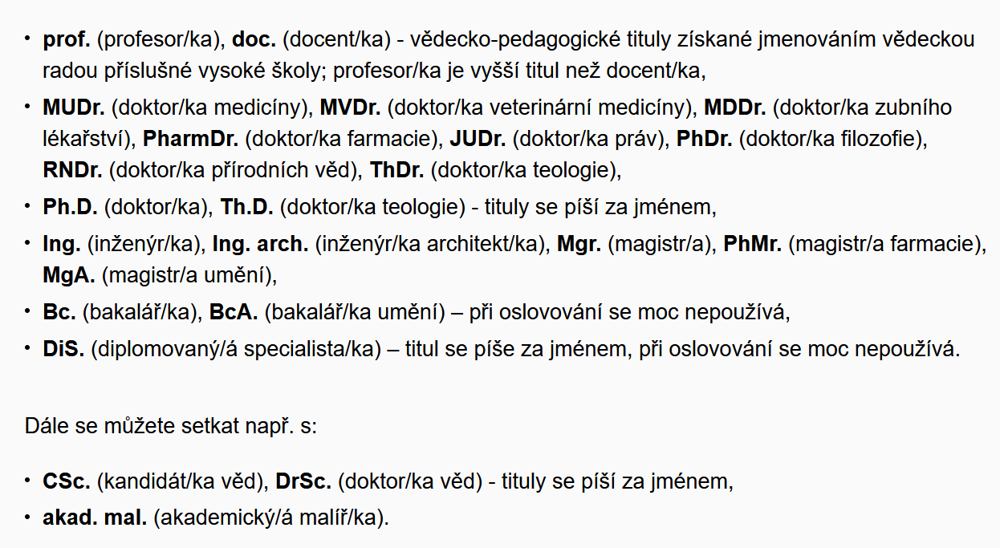 • prof. (profesor/ka), doc. (docent/ka) - vědecko-pedagogické tituly získané jmenováním vědeckou
radou příslušné vysoké školy; profesor/ka je vyšší titul než docent/ka,
• MUDr. (doktor/ka medicíny), MVDr. (doktor/ka veterinární medicíny), MDDr. (doktor/ka zubního
lékařství), PharmDr. (doktor/ka farmacie), JUDr. (doktor/ka práv), PhDr. (doktor/ka filozofie),
RNDr. (doktor/ka přírodních věd), ThDr. (doktor/ka teologie),
• Ph.D. (doktor/ka), Th.D. (doktor/ka teologie) - tituly se píší za jménem,
• Ing. (inženýr/ka), Ing. arch. (inženýr/ka architekt/ka), Mgr. (magistr/a), PhMr. (magistr/a farmacie),
MgA. (magistr/a umění),
• Bc. (bakalář/ka), BcA. (bakalář/ka umění) – při oslovování se moc nepoužívá,
• DiS. (diplomovaný/á specialista/ka) – titul se píše za jménem, při oslovování se moc nepoužívá.
Dále se můžete setkat např. s:
• CSc. (kandidát/ka věd), DrSc. (doktor/ka věd) - tituly se píší za jménem,
• akad. mal. (akademický/á malíř/ka).